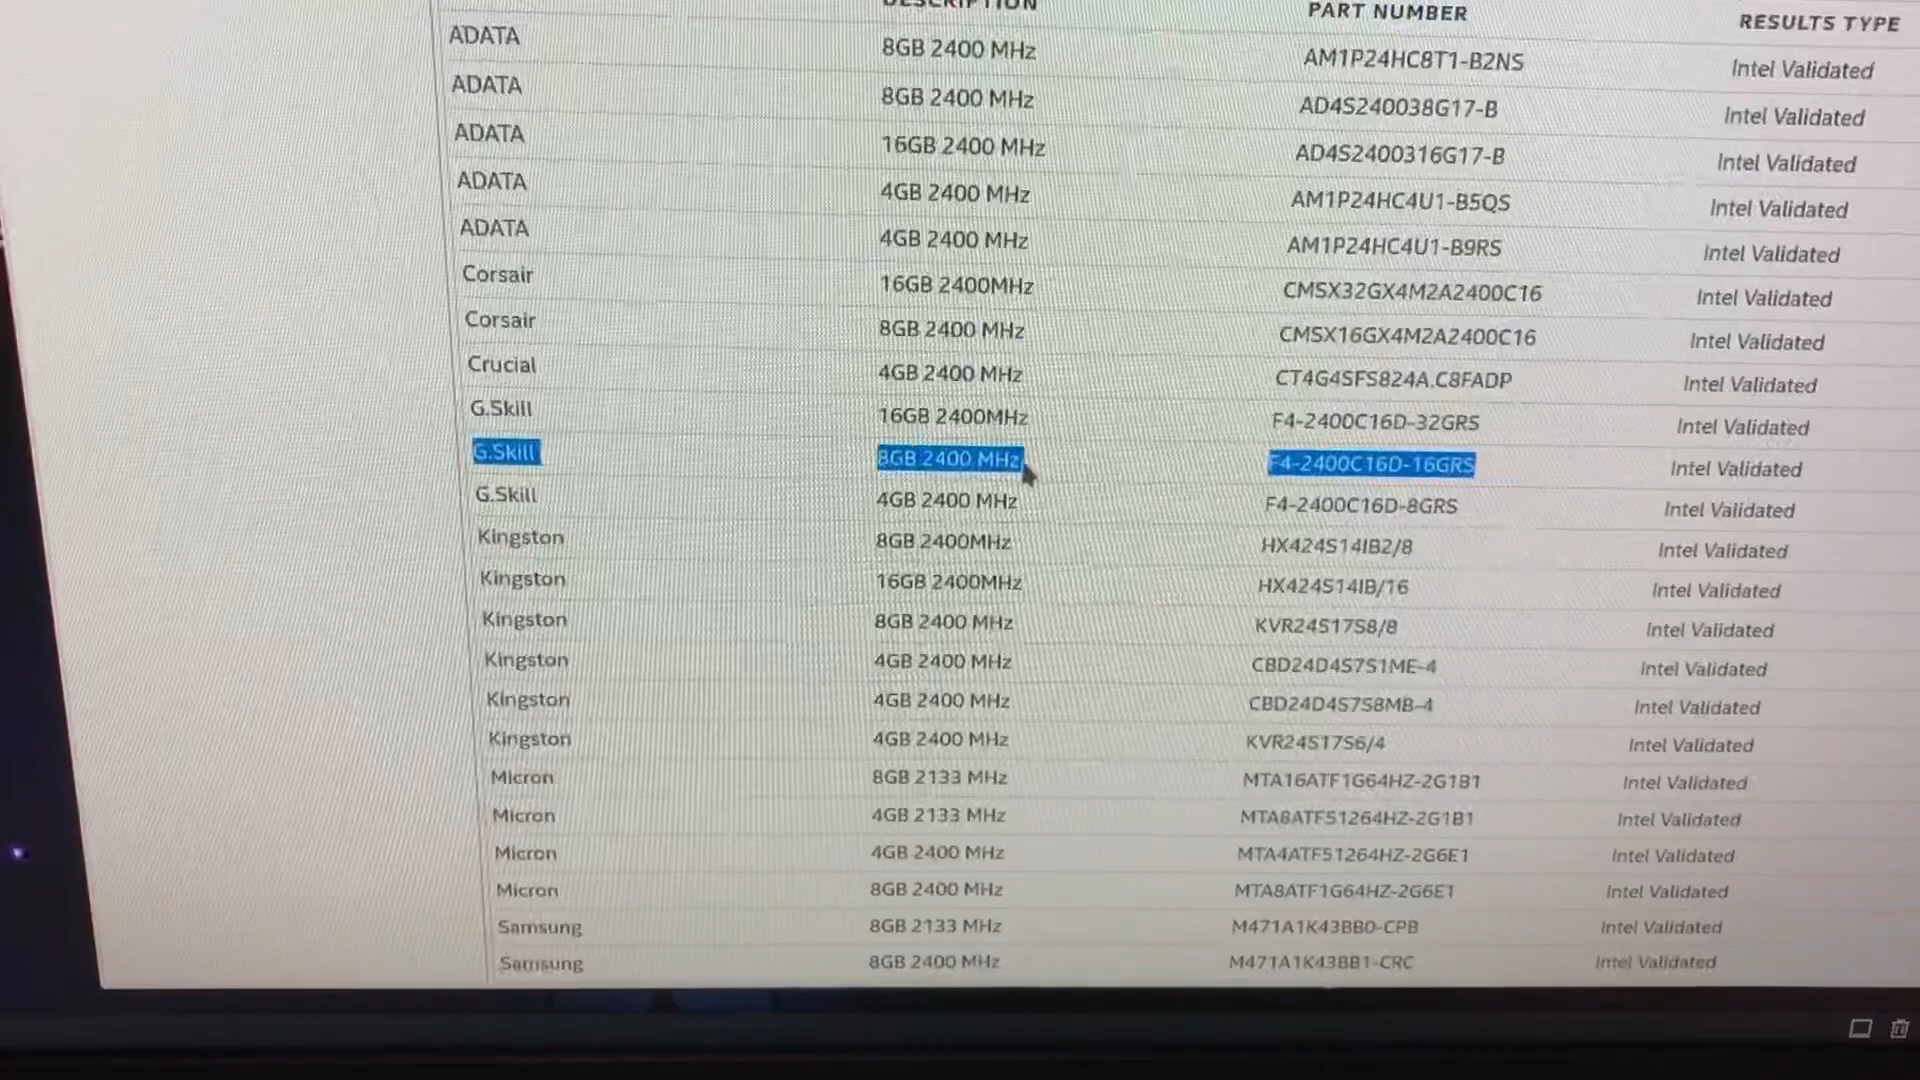 DESCRIPTION PART NUMBER RESULTS TYPE
ADATA 8GB 2400 MHz AM1P24HC8T1-B2NS Intel Validated
ADATA 8GB 2400 MHz AD4S240038G17-B Intel Validated
ADATA 16GB 2400 MHz AD4S2400316G17-B Intel Validated
ADATA 4GB 2400 MHz AM1P24HC4U1-B5QS Intel Validated
ADATA 4GB 2400 MHz AM1P24HC4U1-B9RS Intel Validated
Corsair 16GB 2400MHz CMSX32GX4M2A2400C16 Intel Validated
Corsair 8GB 2400 MHz CMSX16GX4M2A2400C16 Intel Validated
Crucial 4GB 2400 MHz CT4G4SFS824A.C8FADP Intel Validated
G.Skill 16GB 2400MHz F4-2400C16D-32GRS Intel Validated
G.Skill 8GB 2400 MHz F4-2400C16D-16GRS Intel Validated
G.Skill 4GB 2400 MHz F4-2400C16D-8GRS Intel Validated
Kingston 8GB 2400MHz HX424S14IB2/8 Intel Validated
Kingston 16GB 2400MHz HX424S14IB/16 Intel Validated
Kingston 8GB 2400 MHz KVR24S17S8/8 Intel Validated
Kingston 4GB 2400 MHz CBD24D4S7S1ME-4 Intel Validated
Kingston 4GB 2400 MHz CBD24D4S7S8MB-4 Intel Validated
Kingston 4GB 2400 MHz KVR24S17S6/4 Intel Validated
Micron 8GB 2133 MHz MTA16ATF1G64HZ-2G1B1 Intel Validated
Micron 4GB 2133 MHz MTA8ATF51264HZ-2G1B1 Intel Validated
Micron 4GB 2400 MHz MTA4ATF51264HZ-2G6E1 Intel Validated
Micron 8GB 2400 MHz MTA8ATF1G64HZ-2G6E1 Intel Validated
Samsung 8GB 2133 MHz M471A1K43BB0-CPB Intel Validated
Samsung 8GB 2400 MHz M471A1K43BB1-CRC Intel Validated